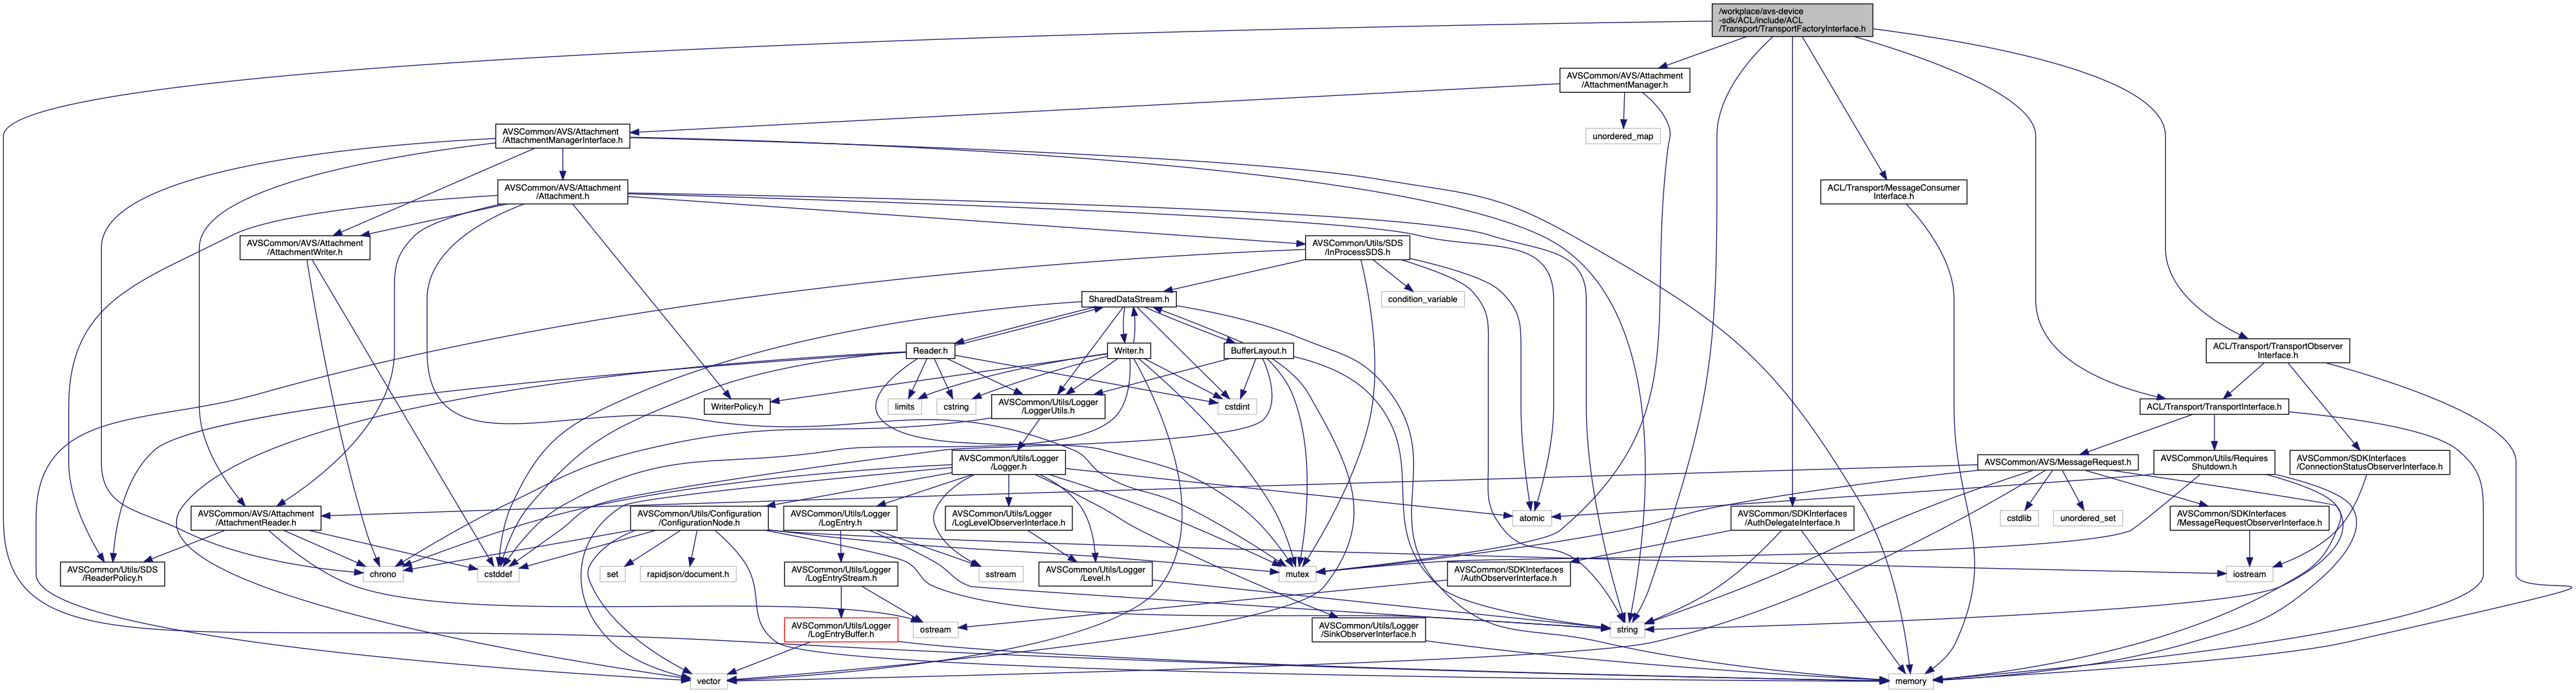 /workplace/avs-device
-sdk/ACL/include/ACL
/Transport/TransportFactoryInterface.h
AVSCommon/AVS/Attachment
/AttachmentManager.h
AVSCommon/AVS/Attachment
/AttachmentManagerInterface.h
unordered_map
AVSCommon/AVS/Attachment
/Attachment.h
ACL/Transport/MessageConsumer
Interface.h
AVSCommon/AVS/Attachment
/AttachmentWriter.h
AVSCommon/Utils/SDS
/InProcessSDS.h
SharedDataStream.h
condition_variable
Reader.h
Writer.h
BufferLayout.h
ACL/Transport/TransportObserver
Interface.h
WriterPolicy.h
limits
cstring
AVSCommon/Utils/Logger
/LoggerUtils.h
cstdint
ACL/Transport/TransportInterface.h
AVSCommon/Utils/Logger
/Logger.h
AVSCommon/AVS/MessageRequest.h
AVSCommon/Utils/Requires
Shutdown.h
AVSCommon/SDKInterfaces
/ConnectionStatusObserverInterface.h
AVSCommon/AVS/Attachment
/AttachmentReader.h
AVSCommon/Utils/Configuration
/ConfigurationNode.h
AVSCommon/Utils/Logger
/LogEntry.h
AVSCommon/Utils/Logger
/LogLevelObserverInterface.h
atomic
AVSCommon/SDKInterfaces
/AuthDelegateInterface.h
cstdlib
unordered_set
AVSCommon/SDKInterfaces
/MessageRequestObserverInterface.h
AVSCommon/Utils/SDS
/ReaderPolicy.h
chrono
cstddef
set
rapidjson/document.h
AVSCommon/Utils/Logger
/LogEntryStream.h
sstream
AVSCommon/Utils/Logger
/Level.h
mutex
AVSCommon/SDKInterfaces
/AuthObserverInterface.h
iostream
AVSCommon/Utils/Logger
/LogEntryBuffer.h
ostream
AVSCommon/Utils/Logger
/SinkObserverInterface.h
string
vector
memory